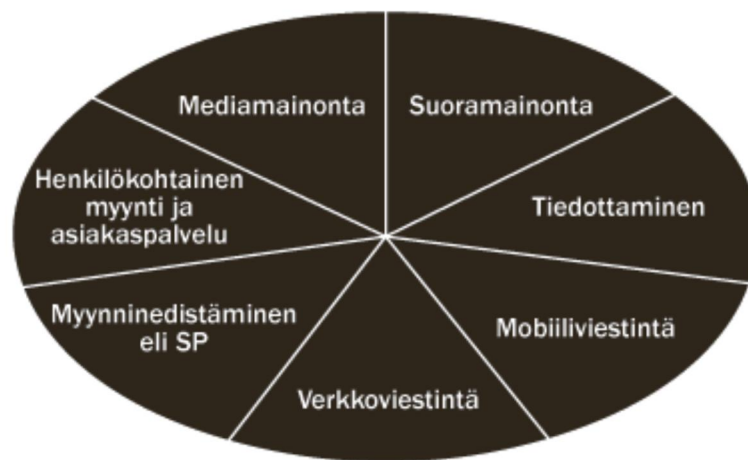 Mediamainonta
Suoramainonta
Henkilökohtainen
myynti ja
asiakaspalvelu
Tiedottaminen
Myynninedistäminen
eli SP
Mobiiliviestintä
Verkkoviestintä